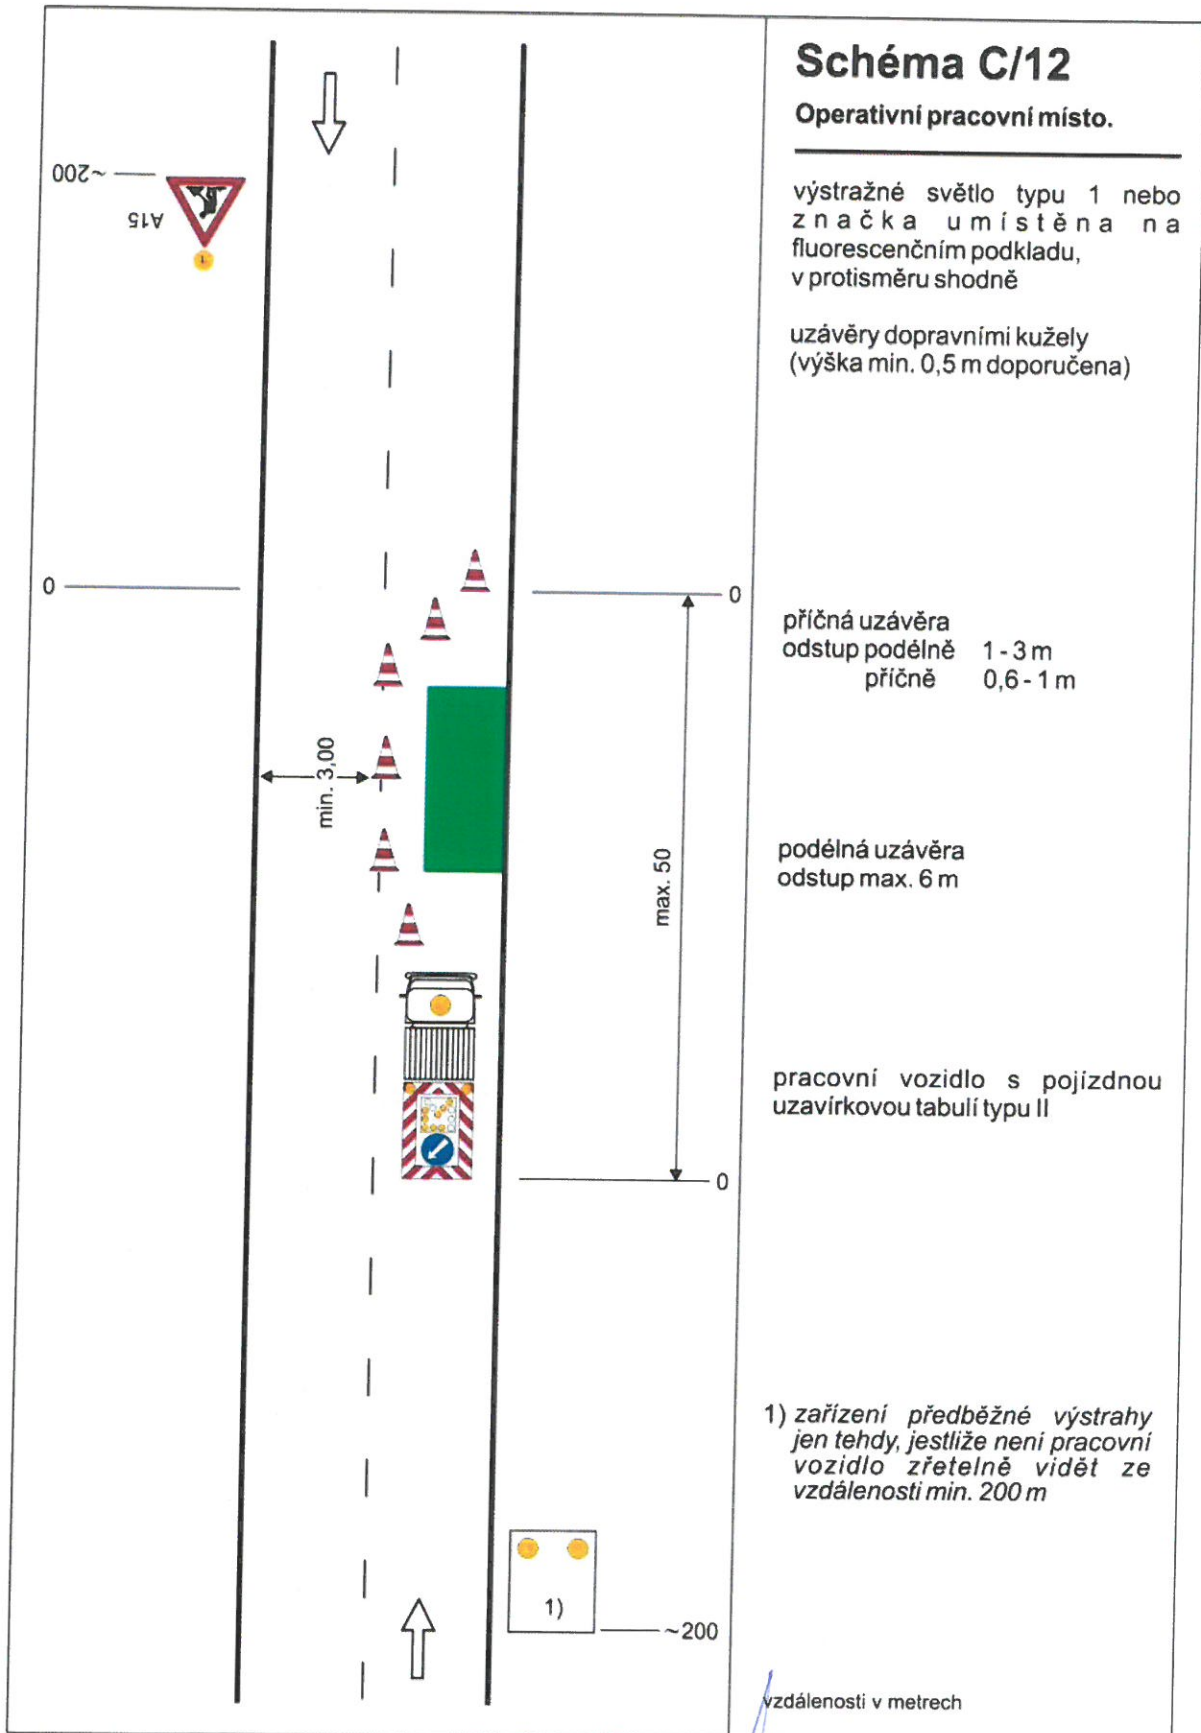 Schéma C/12
Operativní pracovní místo.
výstražné světlo typu 1 nebo
značka umístěna na
fluorescenčním podkladu,
v protisměru shodně
uzávěry dopravními kužely
(výška min. 0,5 m doporučena)
~200
A15
1
0
0
příčná uzávěra
odstup podélně 1 - 3 m
příčně 0,6 - 1 m
min. 3,00
max. 50
podélná uzávěra
odstup max. 6 m
pracovní vozidlo s pojízdnou
uzavírkovou tabulí typu II
0
1) zařízení předběžné výstrahy
jen tehdy, jestliže není pracovní
vozidlo zřetelně vidět ze
vzdálenosti min. 200 m
1)
~200
vzdálenosti v metrech